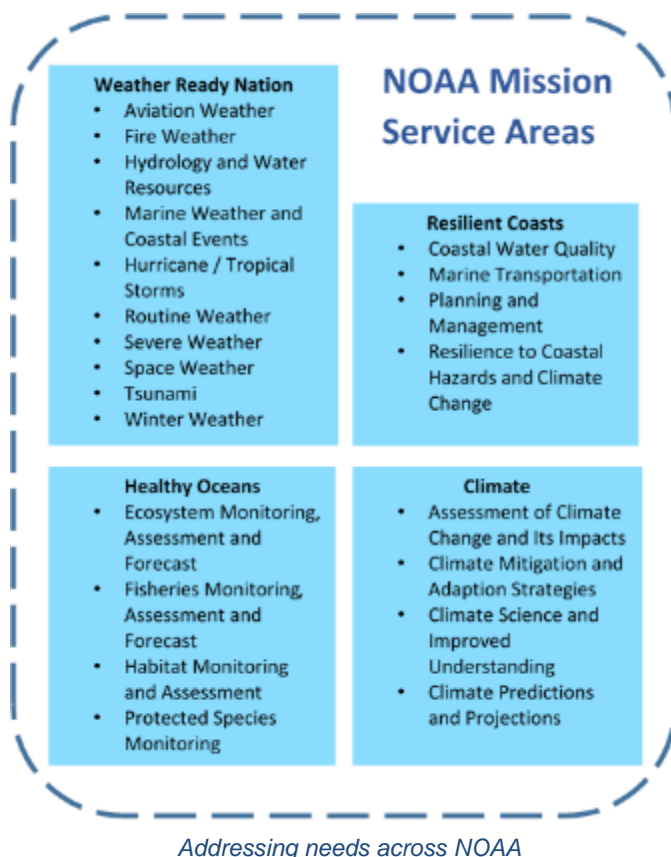 NOAA Mission
Service Areas
Weather Ready Nation
• Aviation Weather
• Fire Weather
• Hydrology and Water
Resources
• Marine Weather and
Coastal Events
• Hurricane / Tropical
Storms
• Routine Weather
• Severe Weather
• Space Weather
• Tsunami
• Winter Weather
Resilient Coasts
• Coastal Water Quality
• Marine Transportation
• Planning and
Management
• Resilience to Coastal
Hazards and Climate
Change
Healthy Oceans
• Ecosystem Monitoring,
Assessment and
Forecast
• Fisheries Monitoring,
Assessment and
Forecast
• Habitat Monitoring
and Assessment
• Protected Species
Monitoring
Climate
• Assessment of Climate
Change and Its Impacts
• Climate Mitigation and
Adaption Strategies
• Climate Science and
Improved
Understanding
• Climate Predictions
and Projections
Addressing needs across NOAA